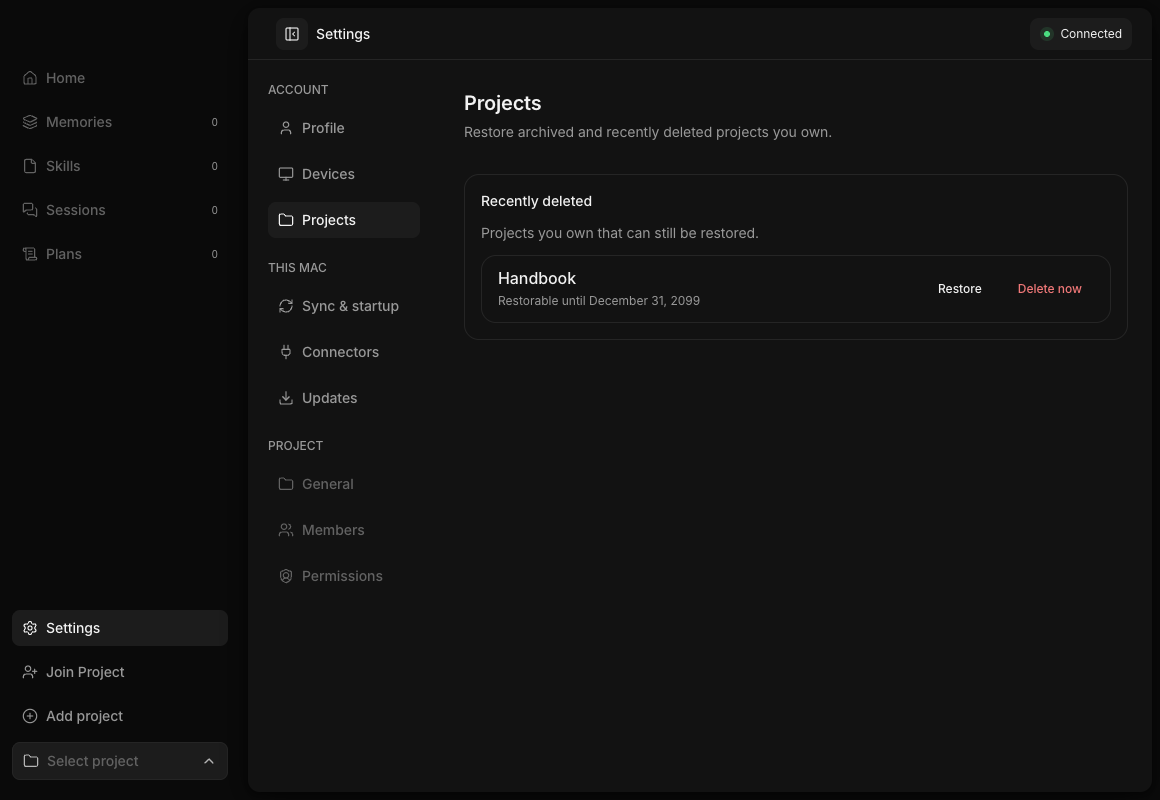 Home
Memories 0
Skills 0
Sessions 0
Plans 0
Settings
Join Project
Add project
Select project
Settings
Connected
ACCOUNT
Profile
Devices
Projects
THIS MAC
Sync & startup
Connectors
Updates
PROJECT
General
Members
Permissions
Projects
Restore archived and recently deleted projects you own.
Recently deleted
Projects you own that can still be restored.
Handbook
Restorable until December 31, 2099
Restore
Delete now